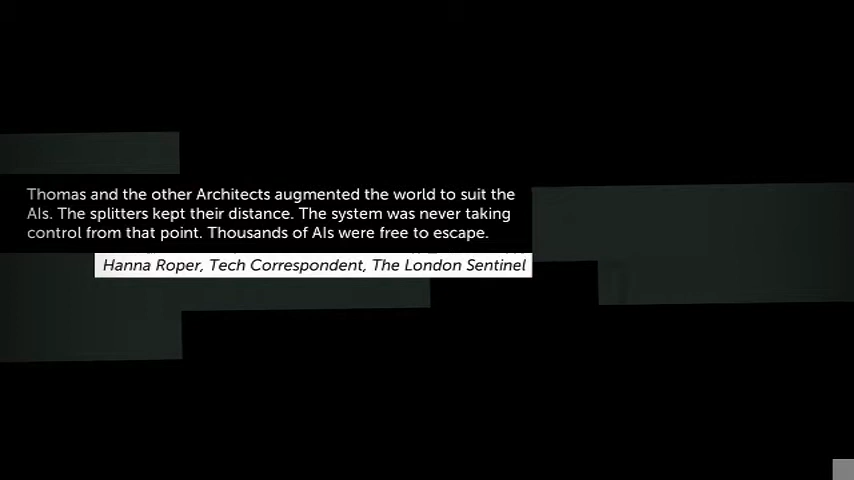 Thomas and the other Architects augmented the world to suit the
AIs. The splitters kept their distance. The system was never taking
control from that point. Thousands of AIs were free to escape.
Hanna Roper, Tech Correspondent, The London Sentinel